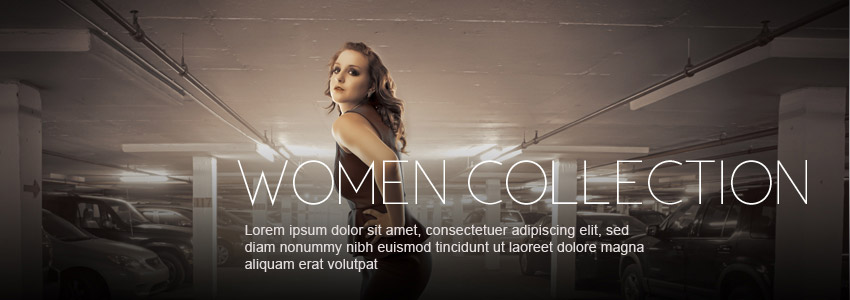 WOMEN COLLECTION
Lorem ipsum dolor sit amet, consectetuer adipiscing elit, sed
diam nonummy nibh euismod tincidunt ut laoreet dolore magna
aliquam erat volutpat